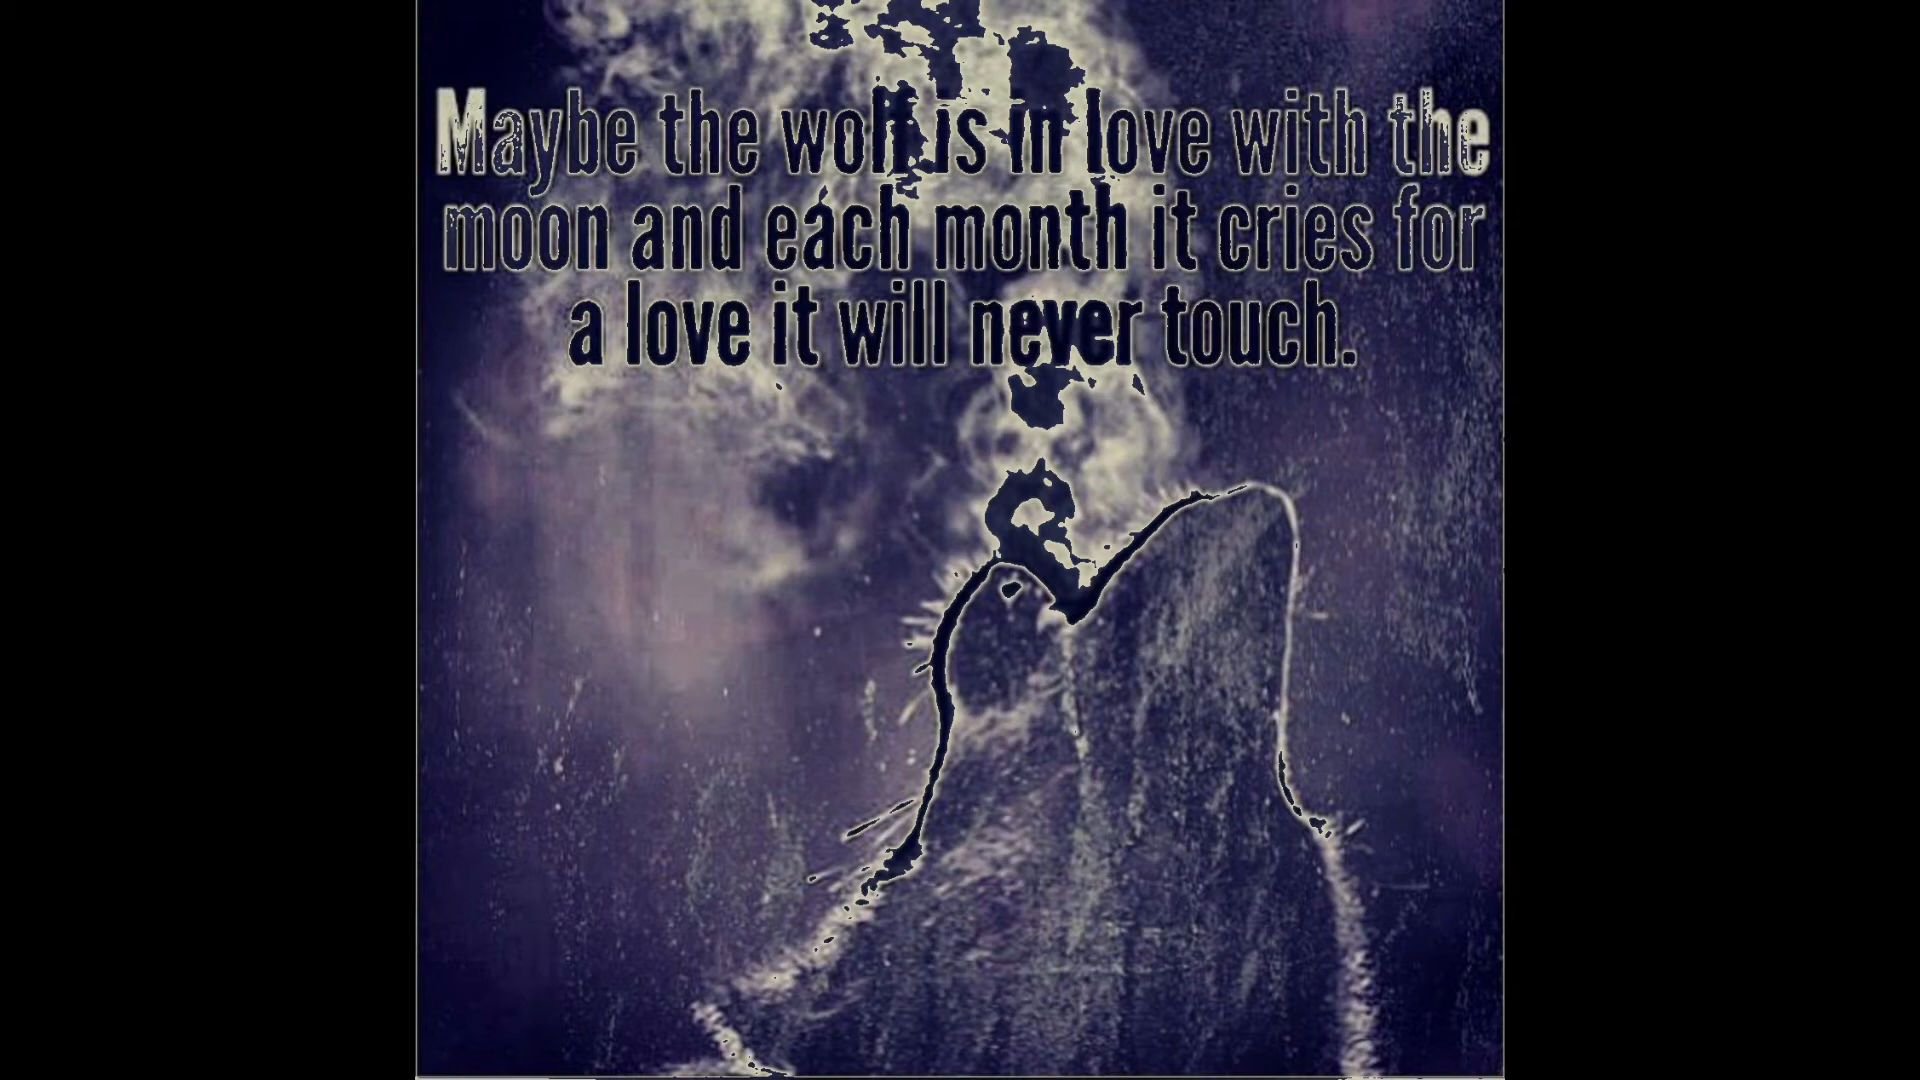 Maybe the wolf is in love with the
moon and each month it cries for
a love it will never touch.